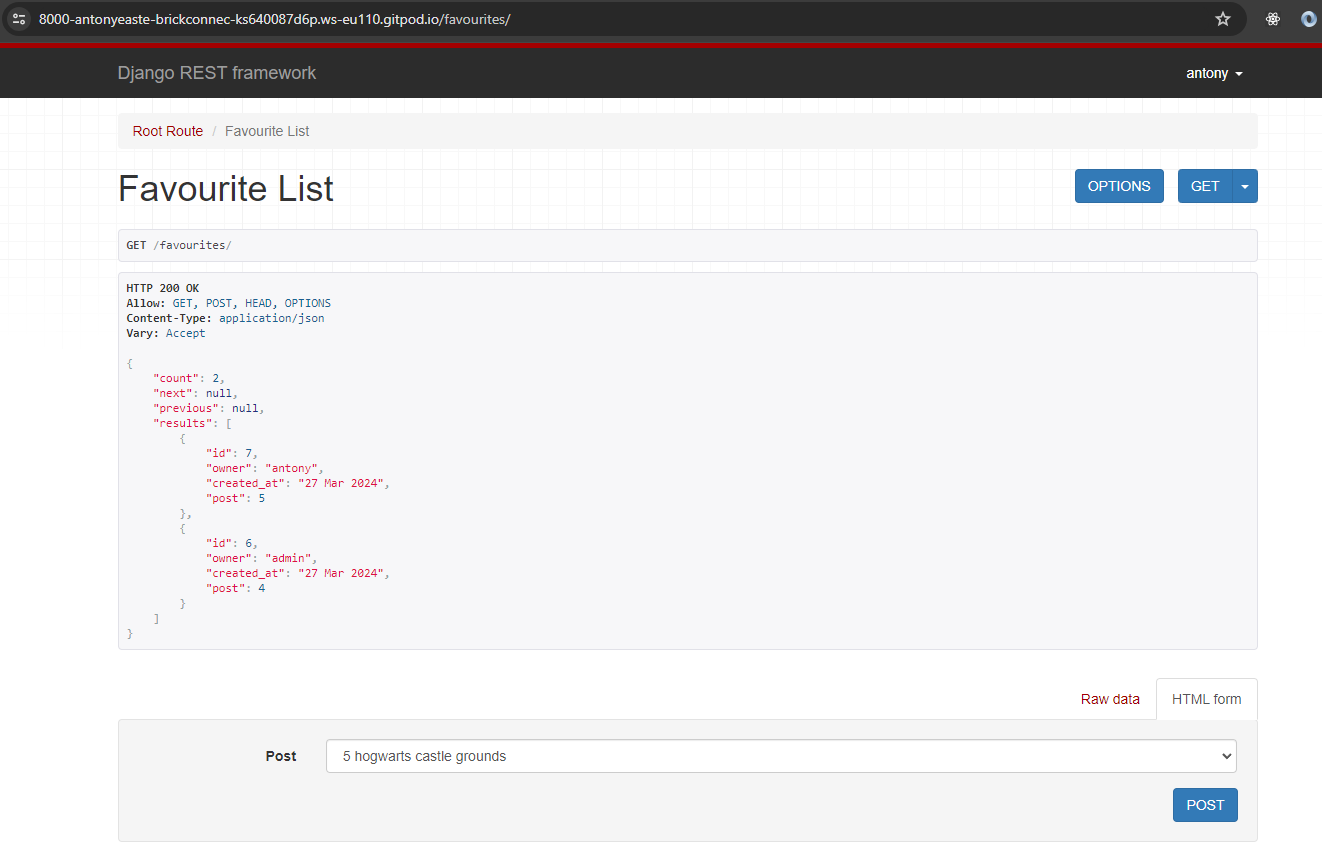 8000-antonyeaste-brickconnec-ks640087d6p.ws-eu110.gitpod.io/favourites/
Django REST framework
antony
Root Route / Favourite List
Favourite List
OPTIONS
GET
GET /favourites/
HTTP 200 OK
Allow: GET, POST, HEAD, OPTIONS
Content-Type: application/json
Vary: Accept
{
    "count": 2,
    "next": null,
    "previous": null,
    "results": [
        {
            "id": 7,
            "owner": "antony",
            "created_at": "27 Mar 2024",
            "post": 5
        },
        {
            "id": 6,
            "owner": "admin",
            "created_at": "27 Mar 2024",
            "post": 4
        }
    ]
}
Raw data
HTML form
Post
5 hogwarts castle grounds
POST